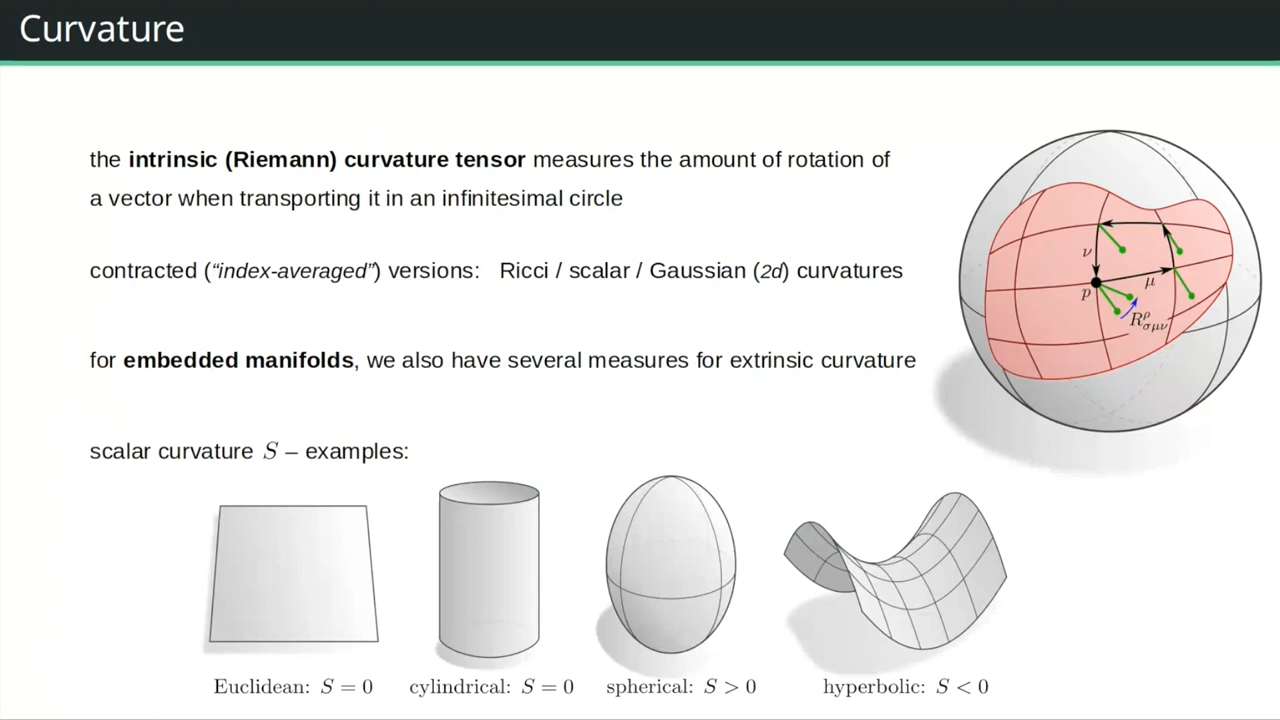 Curvature
the intrinsic (Riemann) curvature tensor measures the amount of rotation of
a vector when transporting it in an infinitesimal circle
contracted (“index-averaged”) versions: Ricci / scalar / Gaussian (2d) curvatures
for embedded manifolds, we also have several measures for extrinsic curvature
scalar curvature S – examples:
ν
μ
p
R^ρ_{σμν}
Euclidean: S = 0
cylindrical: S = 0
spherical: S > 0
hyperbolic: S < 0